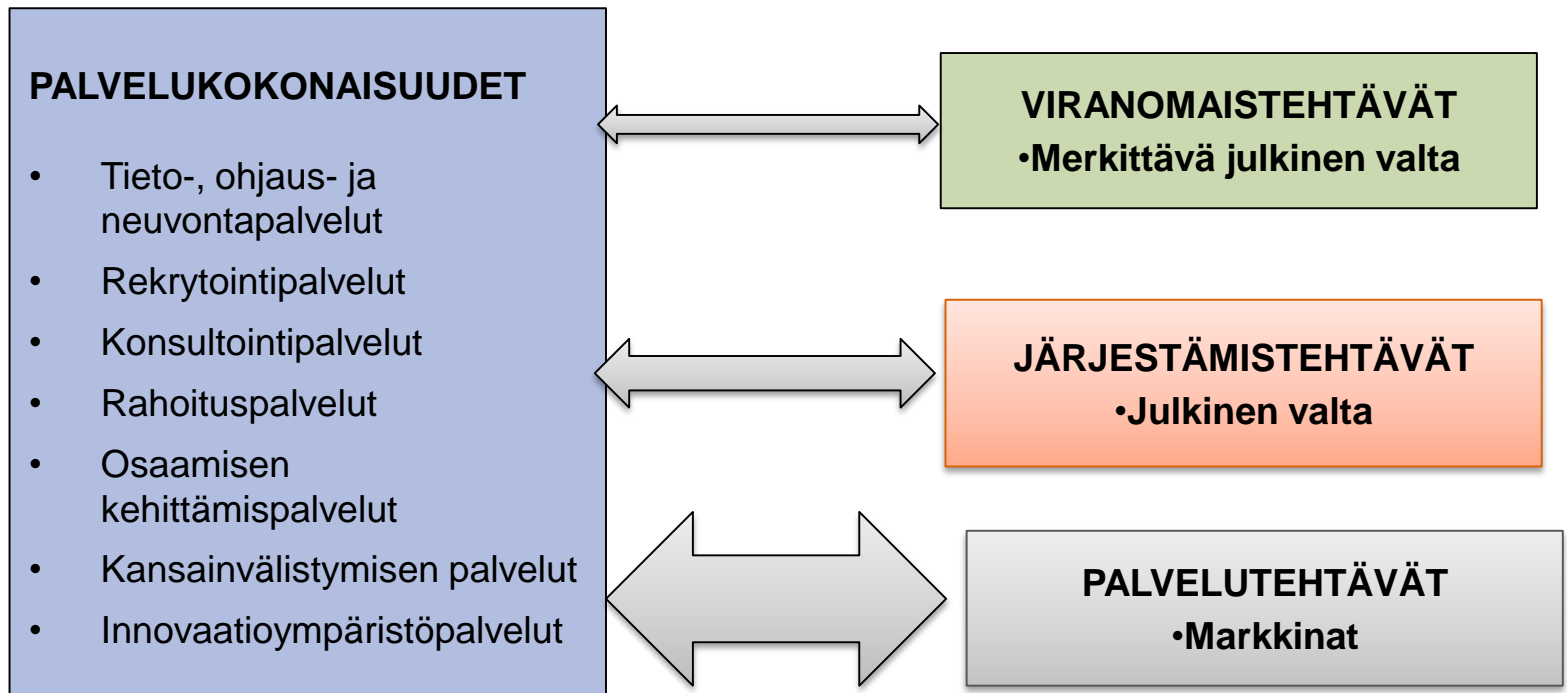 PALVELUKOKONAISUUDET
• Tieto-, ohjaus- ja
neuvontapalvelut
• Rekrytointipalvelut
• Konsultointipalvelut
• Rahoituspalvelut
• Osaamisen
kehittämispalvelut
• Kansainvälistymisen palvelut
• Innovaatioympäristöpalvelut
VIRANOMAISTEHTÄVÄT
•Merkittävä julkinen valta
JÄRJESTÄMISTEHTÄVÄT
•Julkinen valta
PALVELUTEHTÄVÄT
•Markkinat